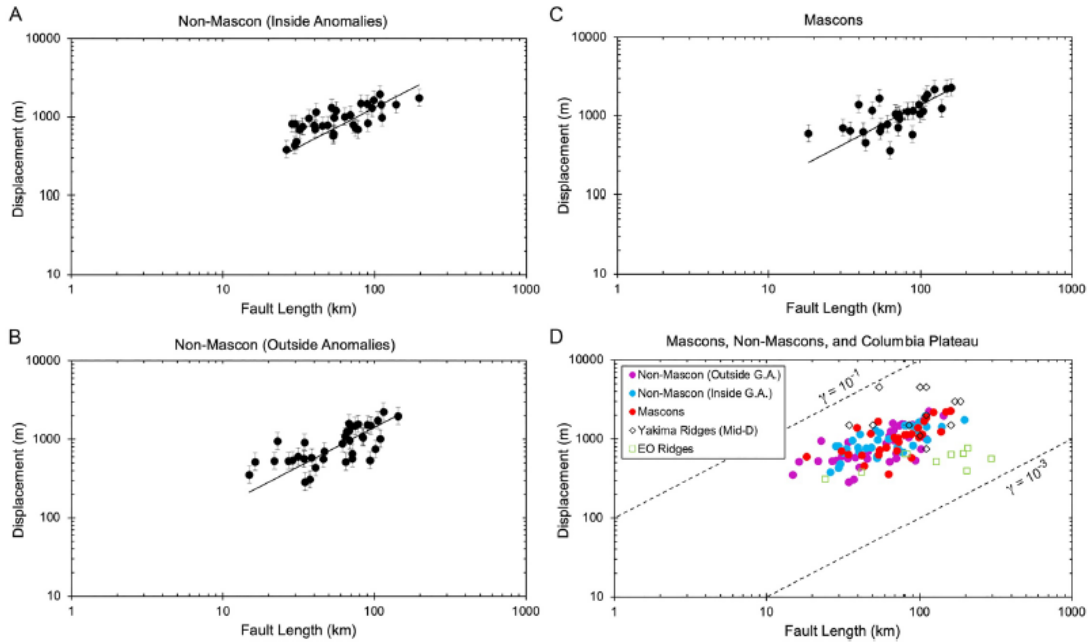 A
Non-Mascon (Inside Anomalies)
10000
1000
100
10
Displacement (m)
1
10
100
1000
Fault Length (km)
C
Mascons
10000
1000
100
10
Displacement (m)
1
10
100
1000
Fault Length (km)
B
Non-Mascon (Outside Anomalies)
10000
1000
100
10
Displacement (m)
1
10
100
1000
Fault Length (km)
D
Mascons, Non-Mascons, and Columbia Plateau
10000
1000
100
10
Displacement (m)
Non-Mascon (Outside G.A.)
Non-Mascon (Inside G.A.)
Mascons
Yakima Ridges (Mid-D)
EO Ridges
γ = 10⁻¹
γ = 10⁻³
1
10
100
1000
Fault Length (km)